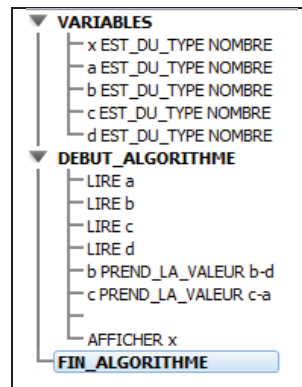 VARIABLES
x EST_DU_TYPE NOMBRE
a EST_DU_TYPE NOMBRE
b EST_DU_TYPE NOMBRE
c EST_DU_TYPE NOMBRE
d EST_DU_TYPE NOMBRE
DEBUT_ALGORITHME
LIRE a
LIRE b
LIRE c
LIRE d
b PREND_LA_VALEUR b-d
c PREND_LA_VALEUR c-a
AFFICHER x
FIN_ALGORITHME